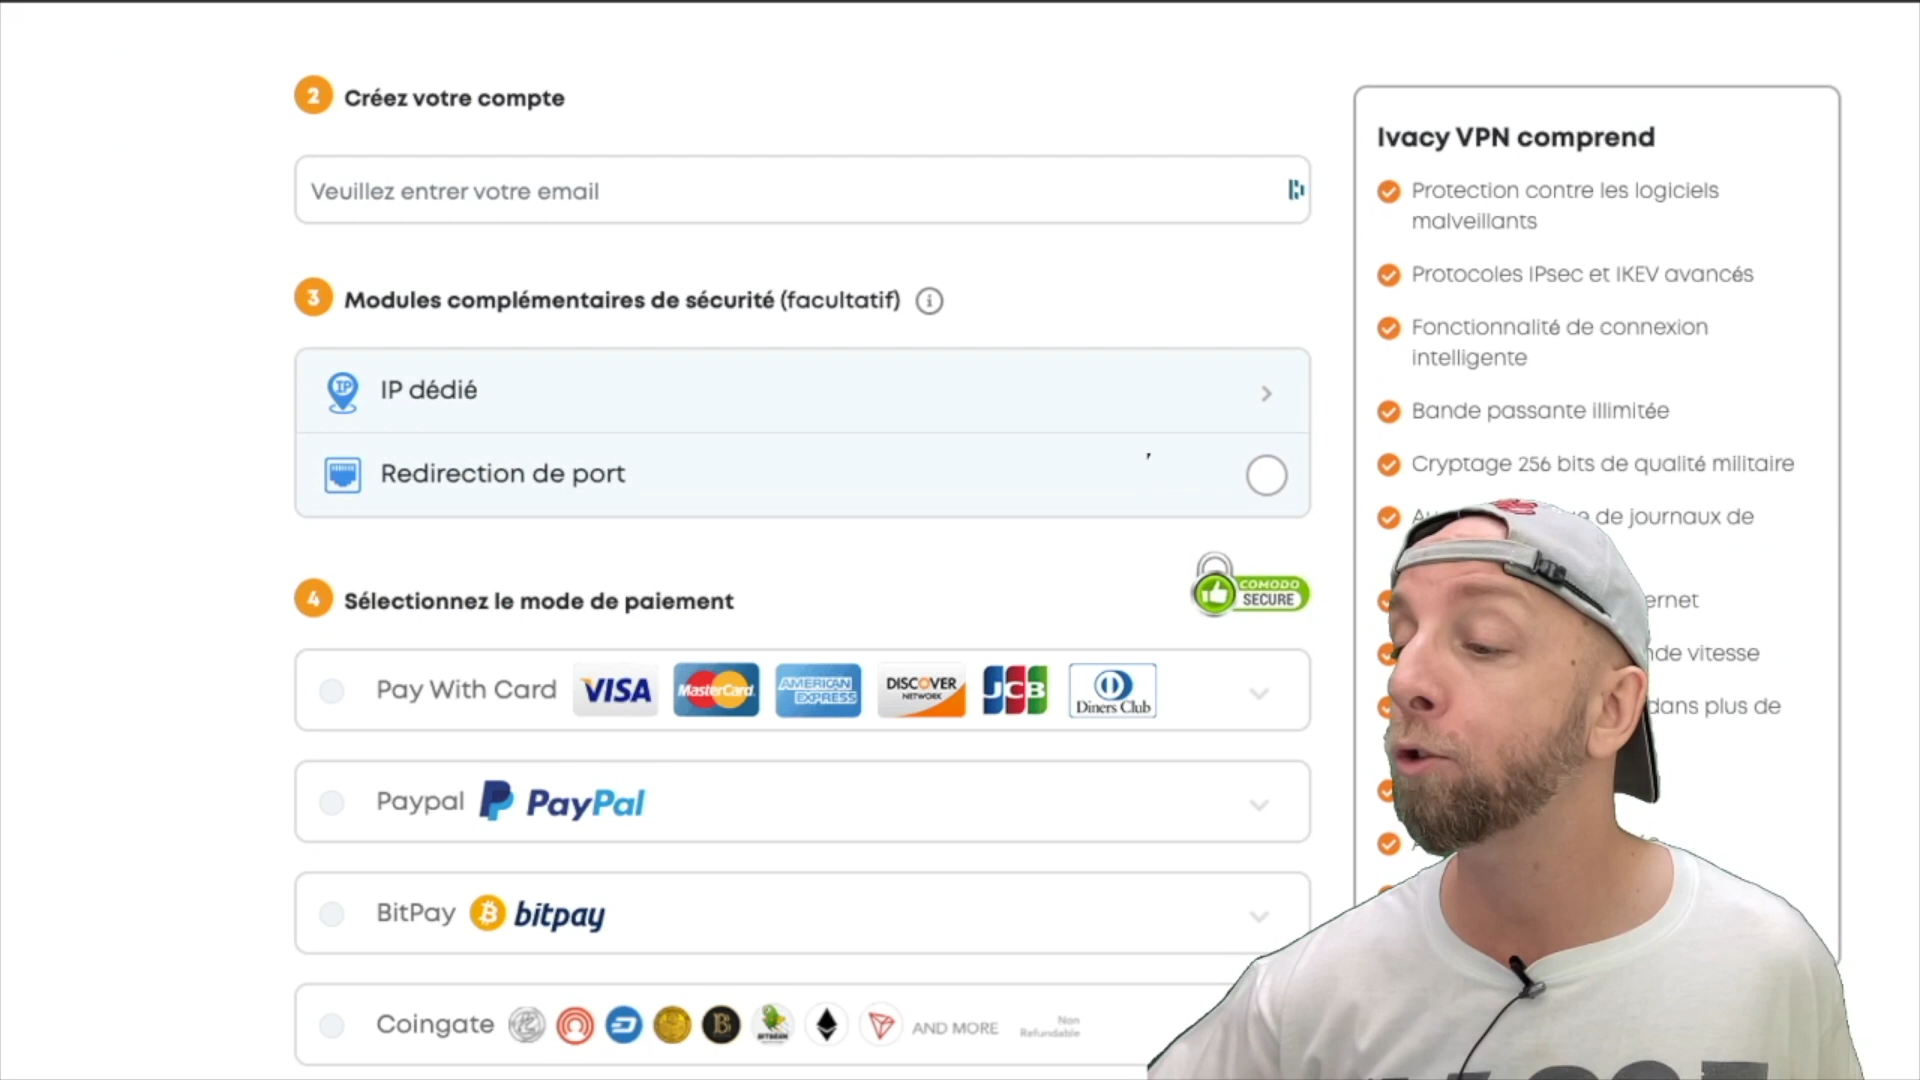 2 Créez votre compte
Veuillez entrer votre email
3 Modules complémentaires de sécurité (facultatif) i
IP IP dédié
Redirection de port
4 Sélectionnez le mode de paiement
COMODO
SECURE
Pay With Card VISA MasterCard AMERICAN EXPRESS DISCOVER NETWORK JCB Diners Club
Paypal PayPal
BitPay bitpay
Coingate AND MORE Non Refundable
Ivacy VPN comprend
Protection contre les logiciels
malveillants
Protocoles IPsec et IKEV avancés
Fonctionnalité de connexion
intelligente
Bande passante illimitée
Cryptage 256 bits de qualité militaire
de journaux de
vitesse
dans plus de